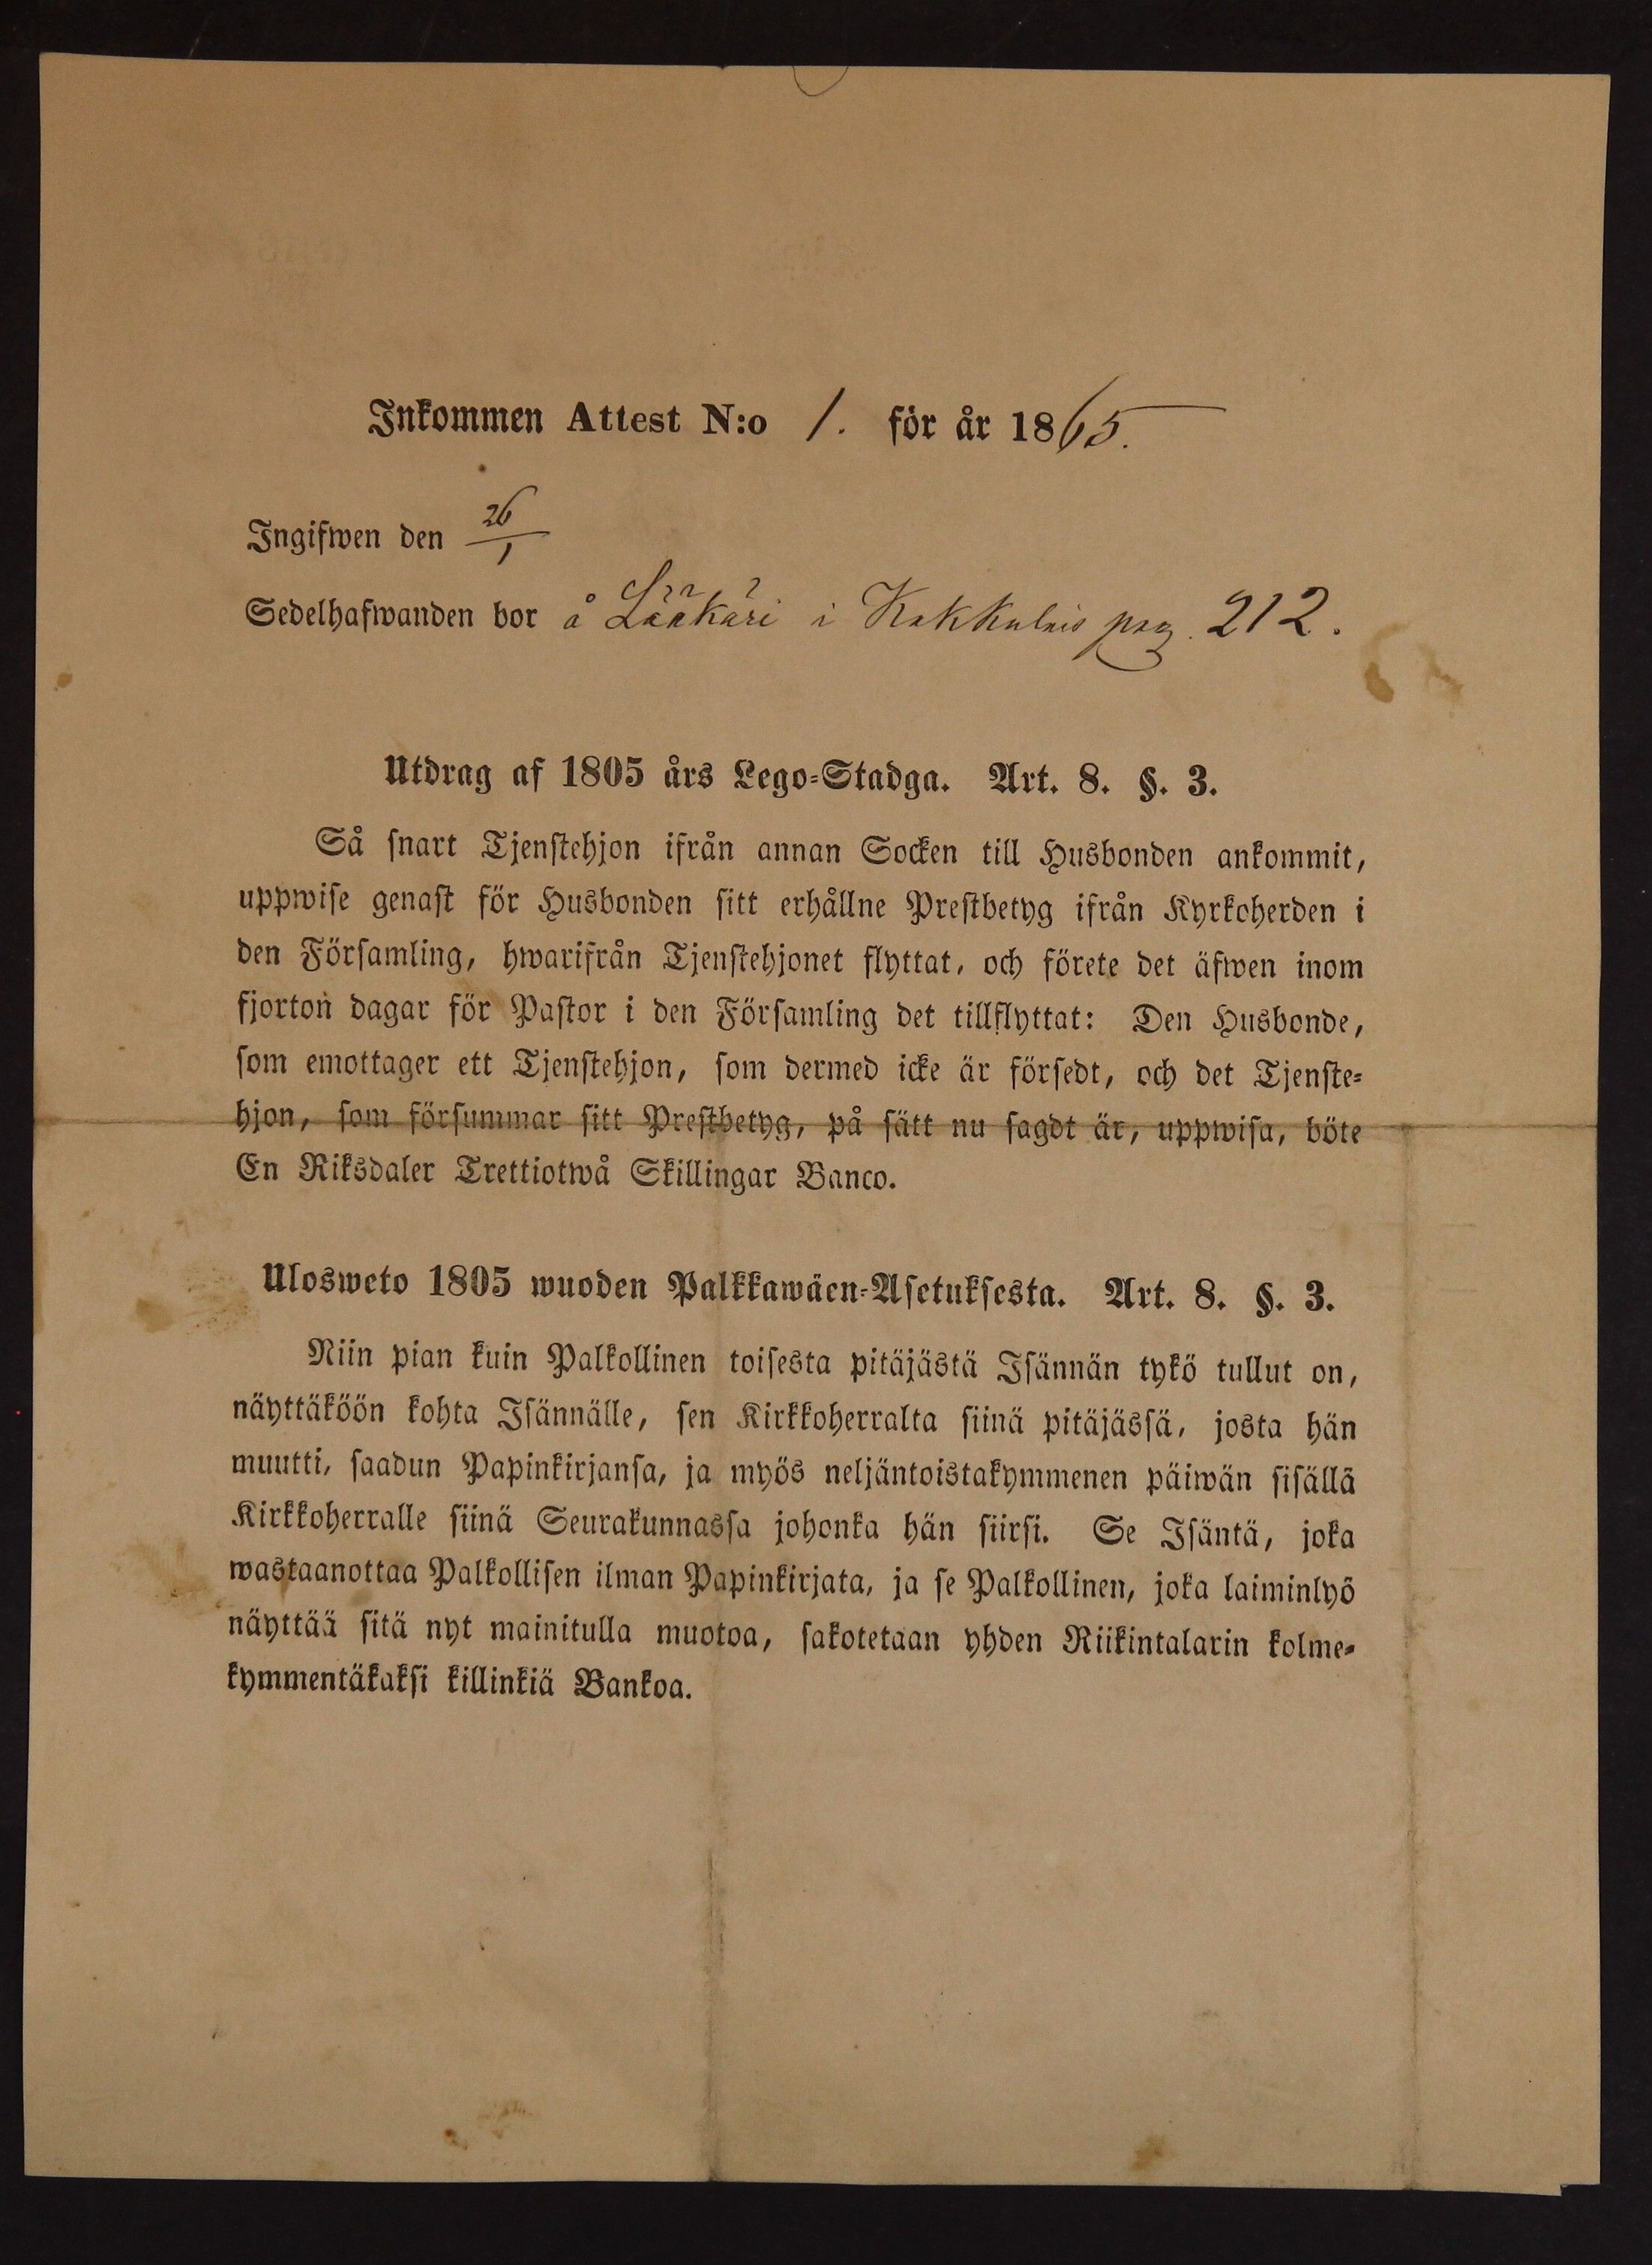 Inkommen Attest N:o 1. för år 1865.
Ingifwen den 26/1
Sedelhafwanden bor å Lääkäri i Kakkulais pag. 212.
Utdrag af 1805 års Lego-Stadga. Art. 8. §. 3.
Så snart Tjenstehjon ifrån annan Socken till Husbonden ankommit,
uppwise genast för Husbonden sitt erhållne Prestbetyg ifrån Kyrkoherden i
den Församling, hwarifrån Tjenstehjonet flyttat, och förete det äfwen inom
fjorton dagar för Pastor i den Församling det tillflyttat: Den Husbonde,
som emottager ett Tjenstehjon, som dermed icke är försedt, och det Tjenste-
hjon, som försummar sitt Prestbetyg, på sätt nu sagdt är, uppwisa, böte
En Riksdaler Trettiotwå Skillingar Banco.
Ulosweto 1805 wuoden Palkkawäen-Asetuksesta. Art. 8. §. 3.
Niin pian kuin Palkollinen toisesta pitäjästä Isännän tykö tullut on,
näyttäköön kohta Isännälle, sen Kirkkoherralta siinä pitäjässä, josta hän
muutti, saadun Papinkirjansa, ja myös neljäntoistakymmenen päiwän sisällä
Kirkkoherralle siinä Seurakunnassa johonka hän siirsi. Se Isäntä, joka
wastaanottaa Palkollisen ilman Papinkirjata, ja se Palkollinen, joka laiminlyö
näyttää sitä nyt mainitulla muotoa, sakotetaan yhden Riikintalarin kolme-
kymmentäkaksi killinkiä Bankoa.